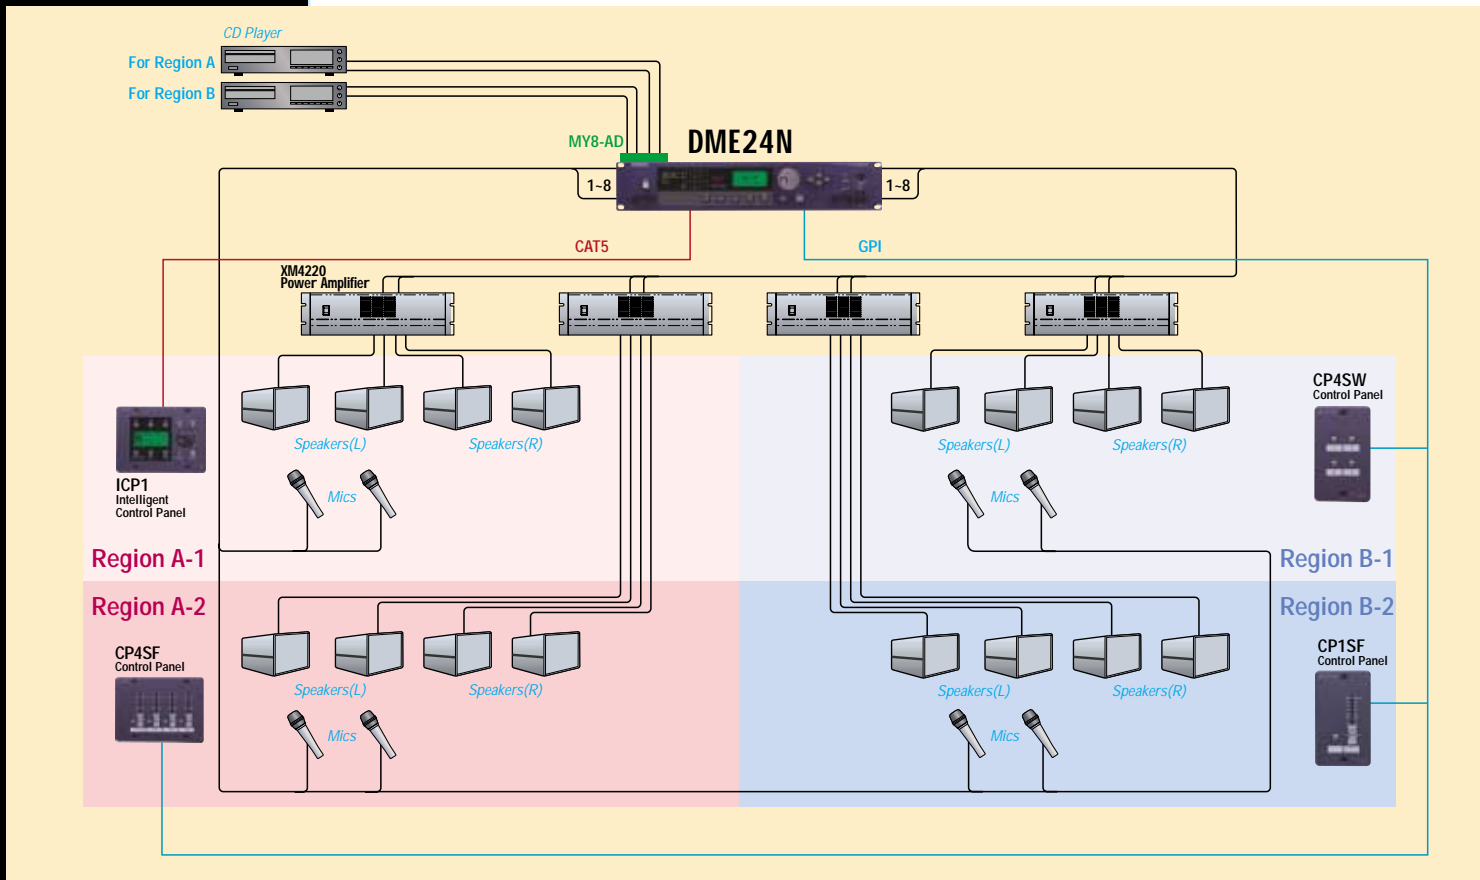 CD Player
For Region A
For Region B
MY8-AD
DME24N
1~8
1~8
CAT5
GPI
XM4220
Power Amplifier
Speakers(L)
Speakers(R)
Speakers(L)
Speakers(R)
CP4SW
Control Panel
ICP1
Intelligent
Control Panel
Mics
Mics
Region A-1
Region B-1
Region A-2
Region B-2
CP4SF
Control Panel
CP1SF
Control Panel
Speakers(L)
Speakers(R)
Speakers(L)
Speakers(R)
Mics
Mics